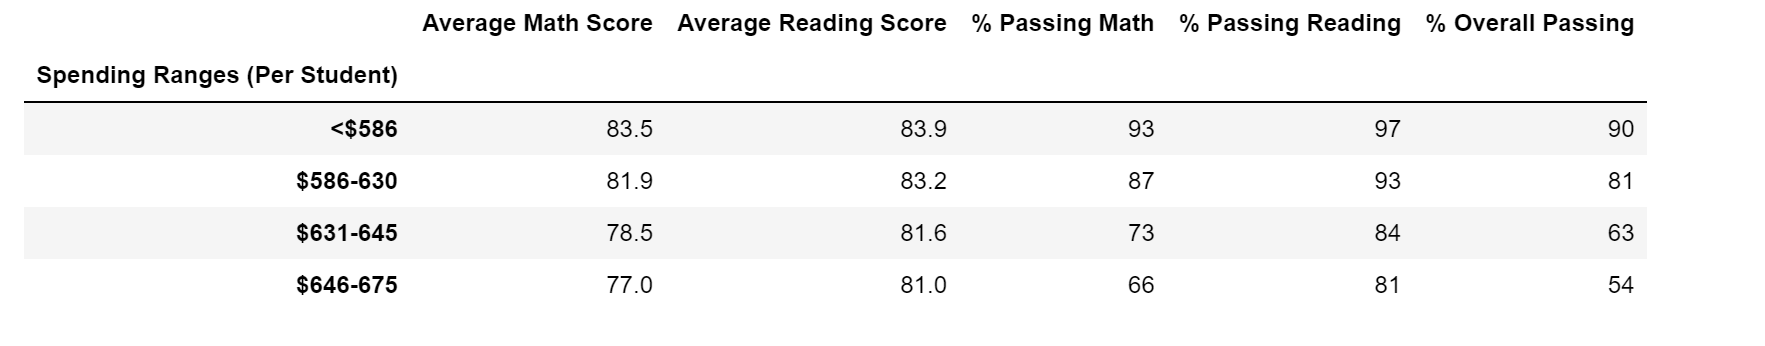 Average Math Score Average Reading Score % Passing Math % Passing Reading % Overall Passing
Spending Ranges (Per Student)
<$586 83.5 83.9 93 97 90
$586-630 81.9 83.2 87 93 81
$631-645 78.5 81.6 73 84 63
$646-675 77.0 81.0 66 81 54